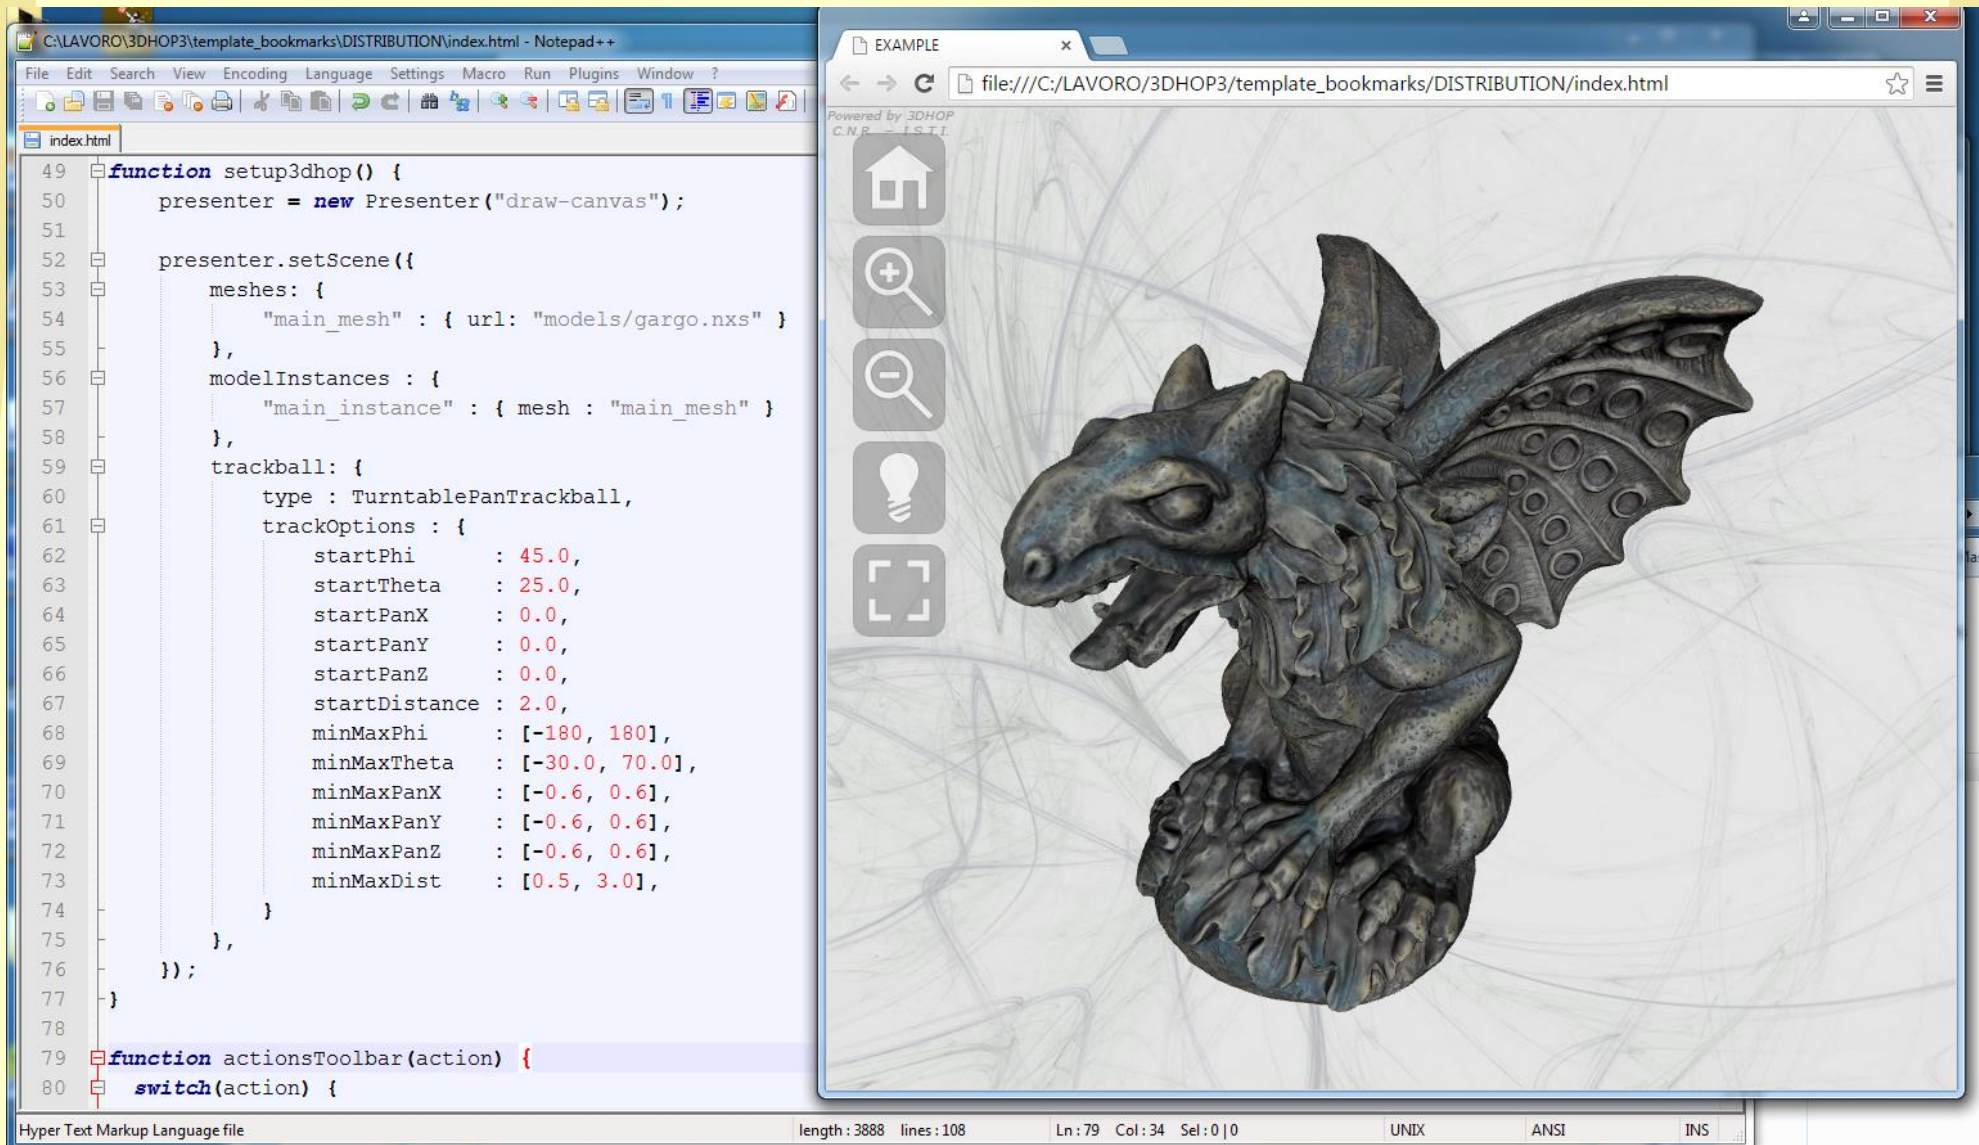 C:\LAVORO\3DHOP3\template_bookmarks\DISTRIBUTION\index.html - Notepad++
File Edit Search View Encoding Language Settings Macro Run Plugins Window ?
index.html
49 function setup3dhop() {
50 presenter = new Presenter("draw-canvas");
51
52 presenter.setScene({
53 meshes: {
54 "main_mesh" : { url: "models/gargo.nxs" }
55 },
56 modelInstances : {
57 "main_instance" : { mesh : "main_mesh" }
58 },
59 trackball: {
60 type : TurntablePanTrackball,
61 trackOptions : {
62 startPhi : 45.0,
63 startTheta : 25.0,
64 startPanX : 0.0,
65 startPanY : 0.0,
66 startPanZ : 0.0,
67 startDistance : 2.0,
68 minMaxPhi : [-180, 180],
69 minMaxTheta : [-30.0, 70.0],
70 minMaxPanX : [-0.6, 0.6],
71 minMaxPanY : [-0.6, 0.6],
72 minMaxPanZ : [-0.6, 0.6],
73 minMaxDist : [0.5, 3.0],
74 }
75 },
76 });
77 }
78
79 function actionsToolbar(action) {
80 switch(action) {
Hyper Text Markup Language file length : 3888 lines : 108 Ln : 79 Col : 34 Sel : 0 | 0 UNIX ANSI INS
EXAMPLE
file:///C:/LAVORO/3DHOP3/template_bookmarks/DISTRIBUTION/index.html
Powered by 3DHOP
C.N.R. - I.S.T.I.